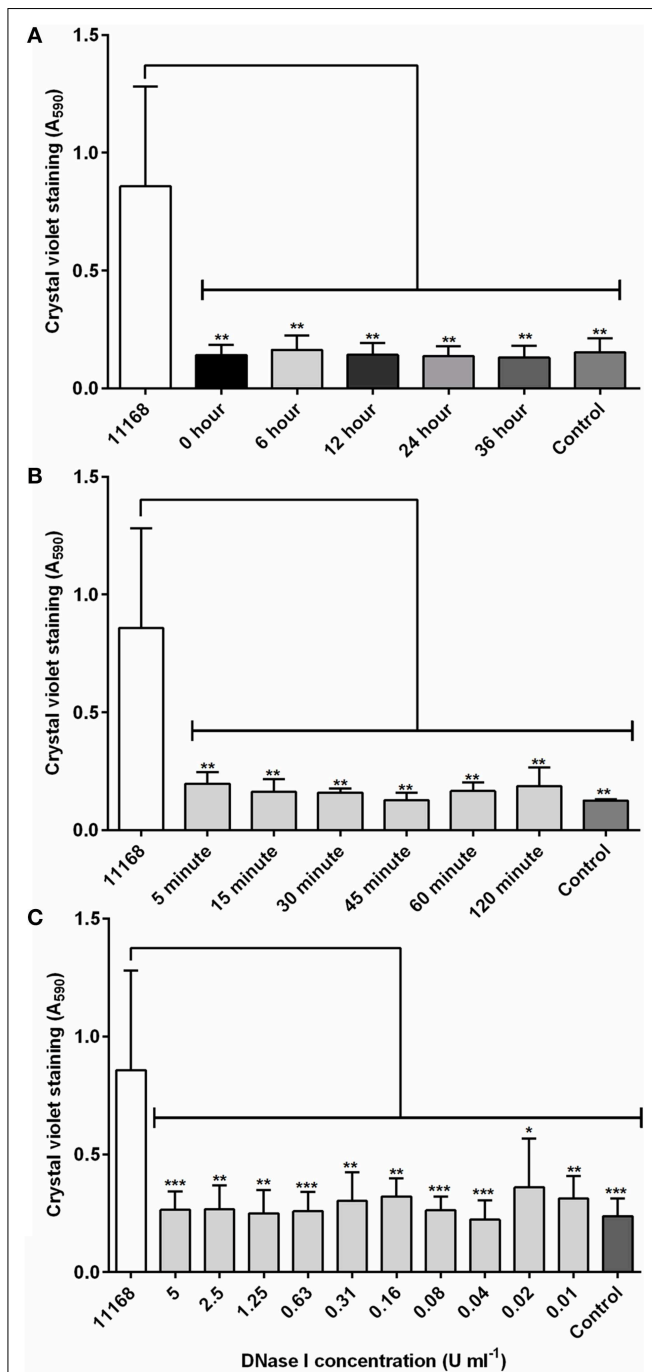 A
Crystal violet staining (A590)
1.5
1.0
0.5
0.0
** ** ** ** ** **
11168 0 hour 6 hour 12 hour 24 hour 36 hour Control
B
Crystal violet staining (A590)
1.5
1.0
0.5
0.0
** ** ** ** ** ** **
11168 5 minute 15 minute 30 minute 45 minute 60 minute 120 minute Control
C
Crystal violet staining (A590)
1.5
1.0
0.5
0.0
*** ** ** *** ** ** *** *** * ** ***
11168 5 2.5 1.25 0.63 0.31 0.16 0.08 0.04 0.02 0.01 Control
DNase I concentration (U ml-1)